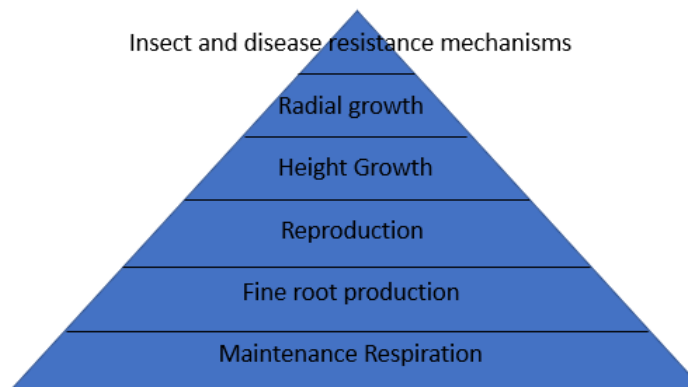 Insect and disease resistance mechanisms
Radial growth
Height Growth
Reproduction
Fine root production
Maintenance Respiration